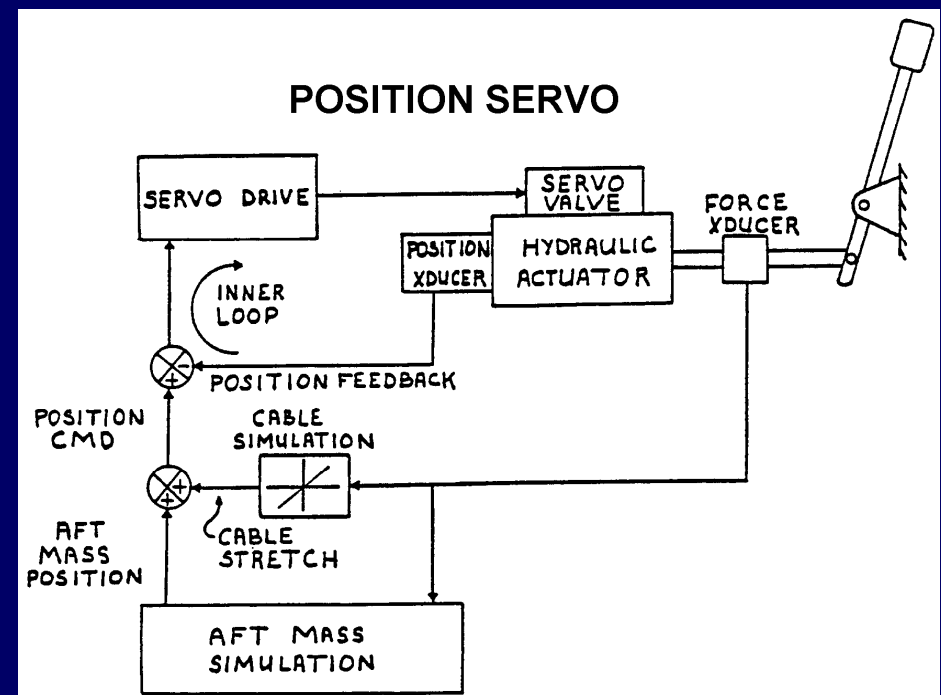 POSITION SERVO
SERVO DRIVE
SERVO
VALVE
FORCE
XDUCER
POSITION
XDUCER
HYDRAULIC
ACTUATOR
INNER
LOOP
-
+
POSITION FEEDBACK
POSITION
CMD
CABLE
SIMULATION
+
+
CABLE
STRETCH
AFT
MASS
POSITION
AFT MASS
SIMULATION